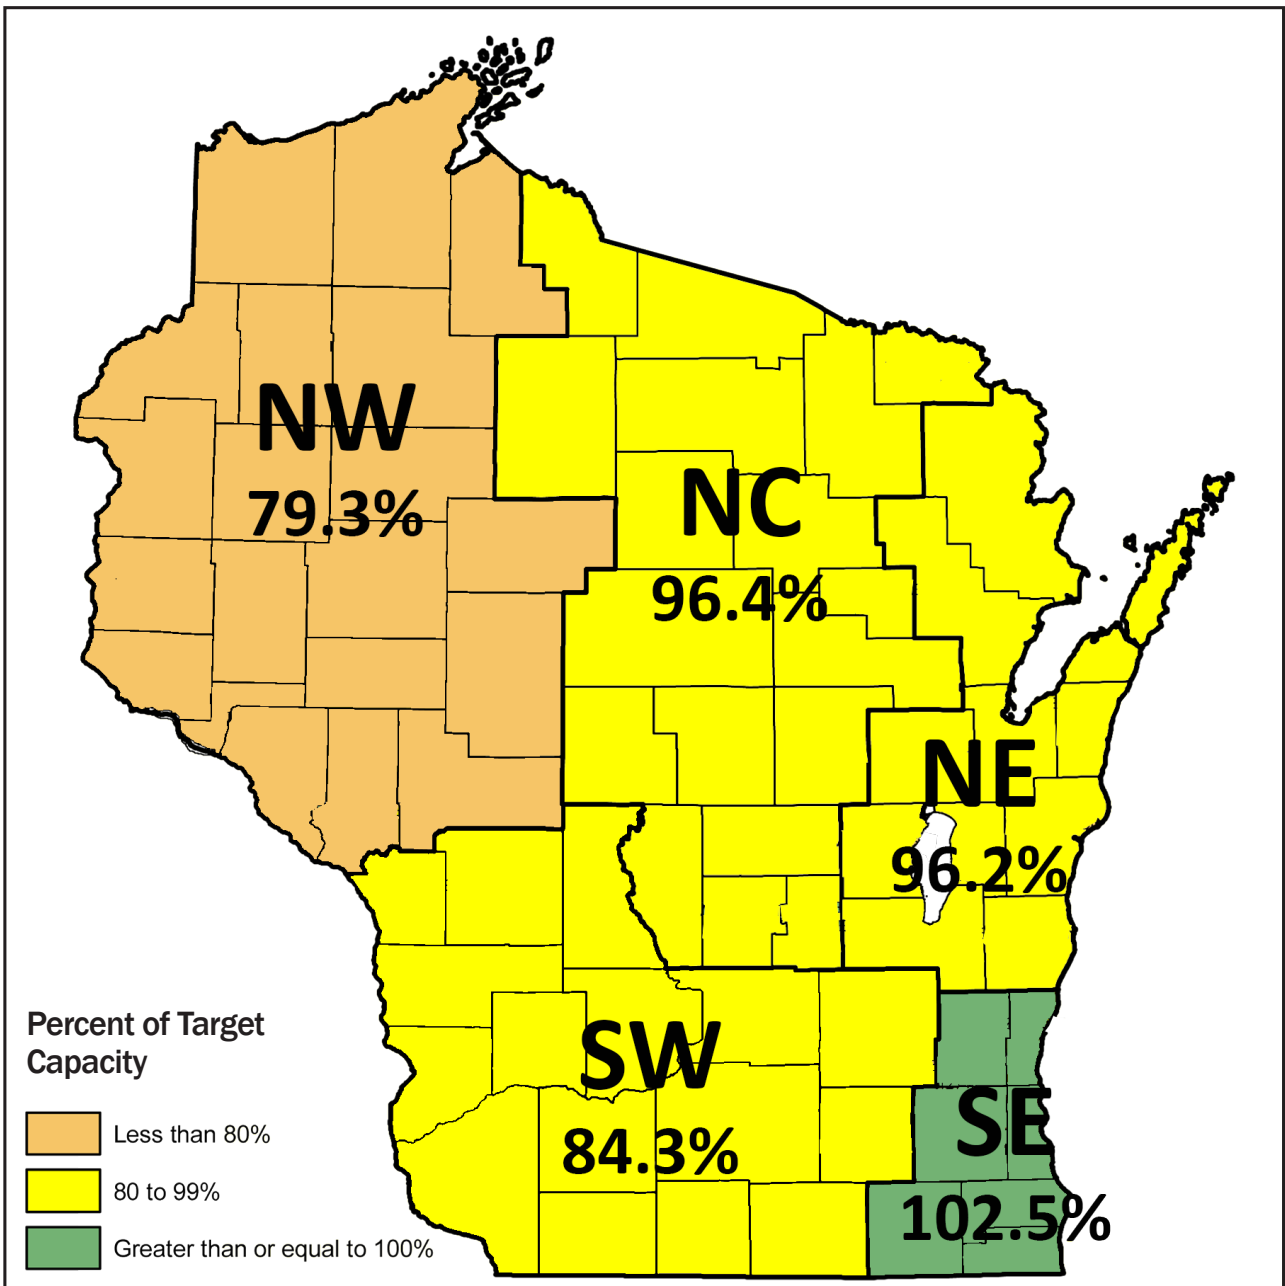 NW
79.3%
NC
96.4%
NE
96.2%
SW
84.3%
SE
102.5%
Percent of Target
Capacity
Less than 80%
80 to 99%
Greater than or equal to 100%